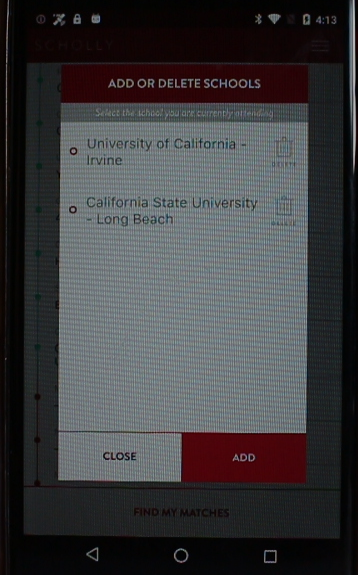 4:13
SCHOLLY
ADD OR DELETE SCHOOLS
Select the school you are currently attending
University of California -
Irvine
DELETE
California State University
- Long Beach
DELETE
CLOSE
ADD
FIND MY MATCHES